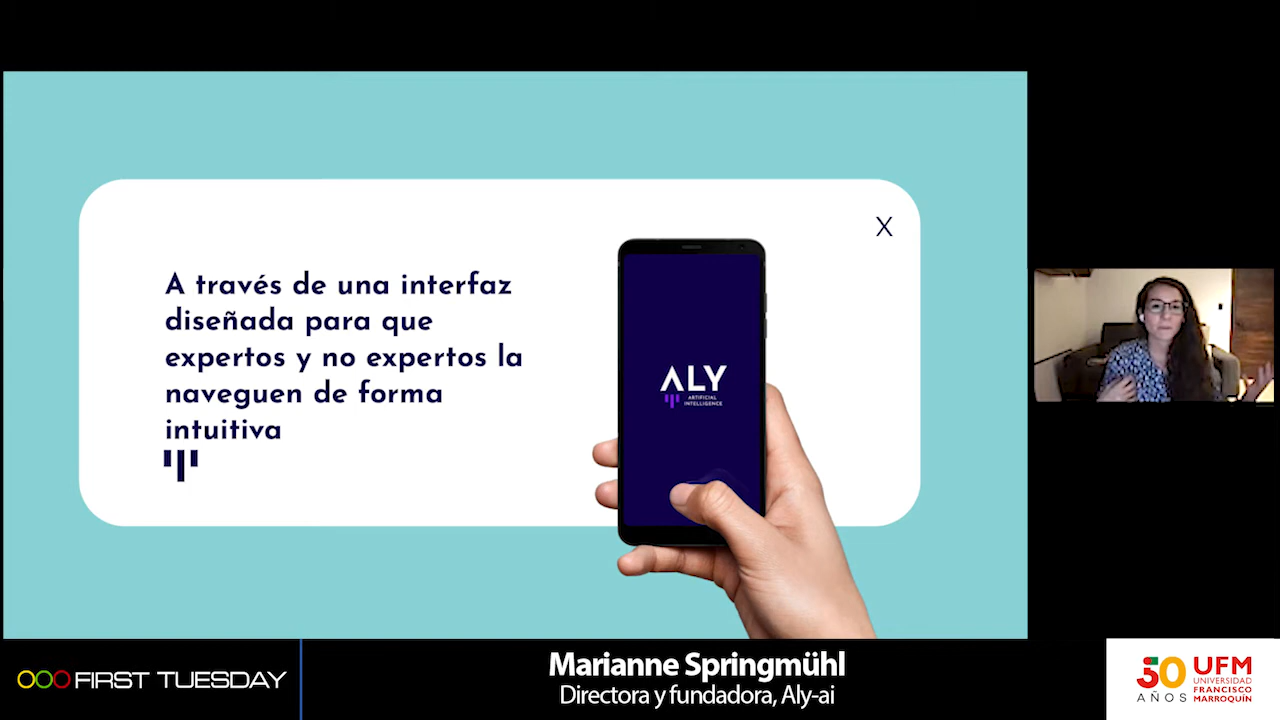 X
A través de una interfaz
diseñada para que
expertos y no expertos la
naveguen de forma
intuitiva
ALY
ARTIFICIAL
INTELLIGENCE
FIRST TUESDAY
Marianne Springmühl
Directora y fundadora, Aly-ai
50
AÑOS
UFM
UNIVERSIDAD
FRANCISCO
MARROQUÍN